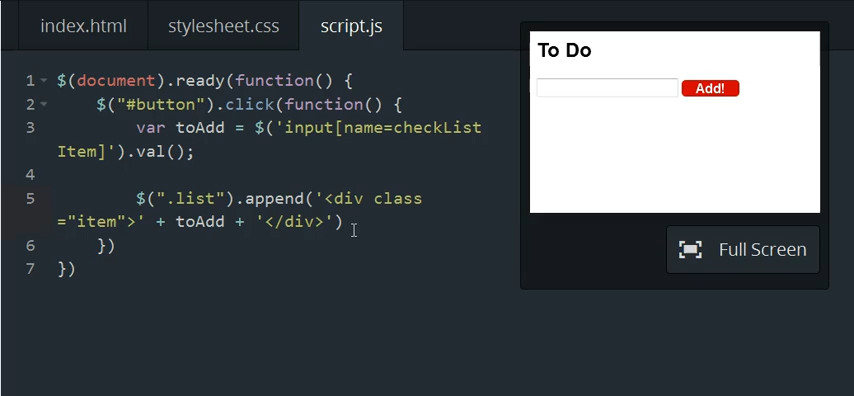 index.html stylesheet.css script.js
1 $(document).ready(function() {
2 $("#button").click(function() {
3 var toAdd = $('input[name=checkList
Item]').val();
4
5 $(".list").append('<div class
="item">' + toAdd + '</div>')
6 })
7 })
To Do
Add!
Full Screen